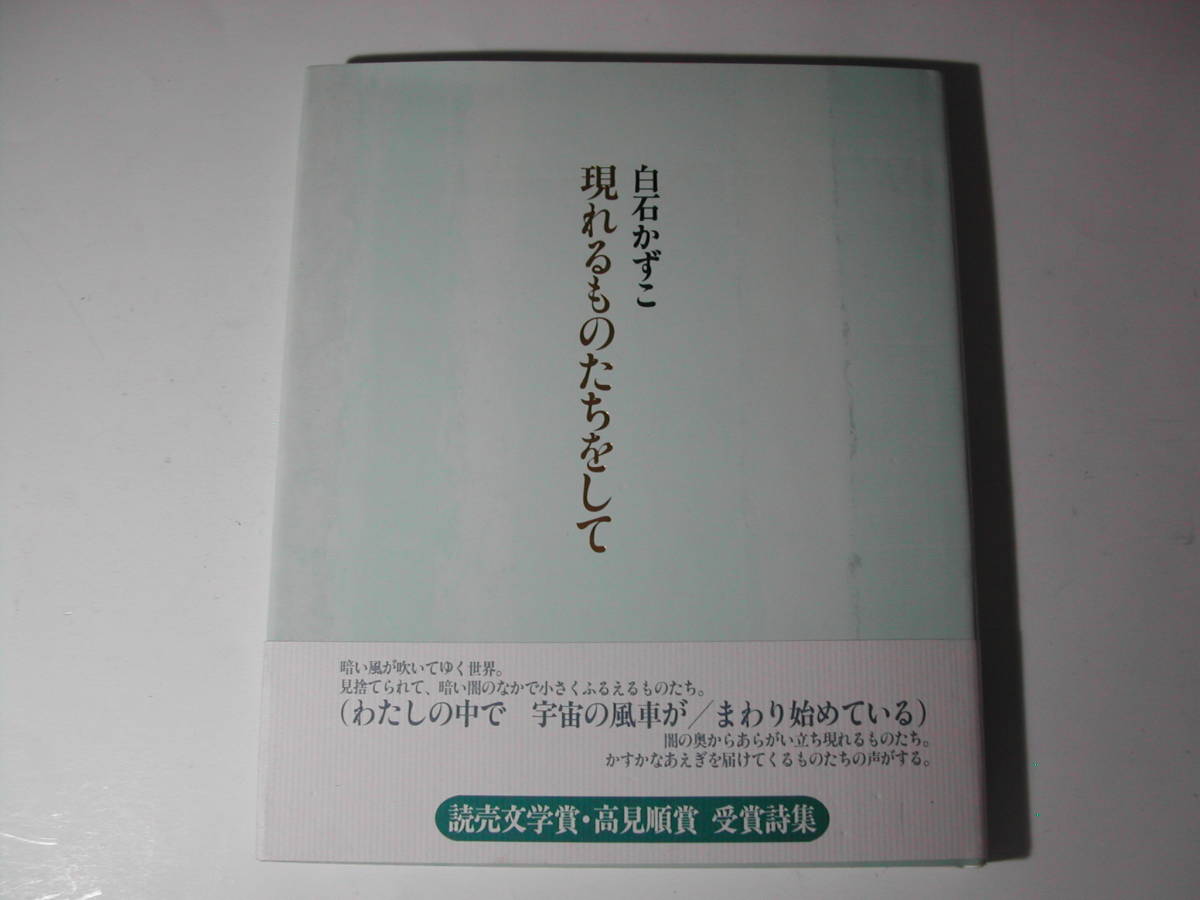 白石かずこ
現れるものたちをして
暗い風が吹いてゆく世界。
見捨てられて、暗い闇のなかで小さくふるえるものたち。
(わたしの中で　宇宙の風車が／まわり始めている)
闇の奥からあらがい立ち現れるものたち。
かすかなあえぎを届けてくるものたちの声がする。
読売文学賞・高見順賞 受賞詩集